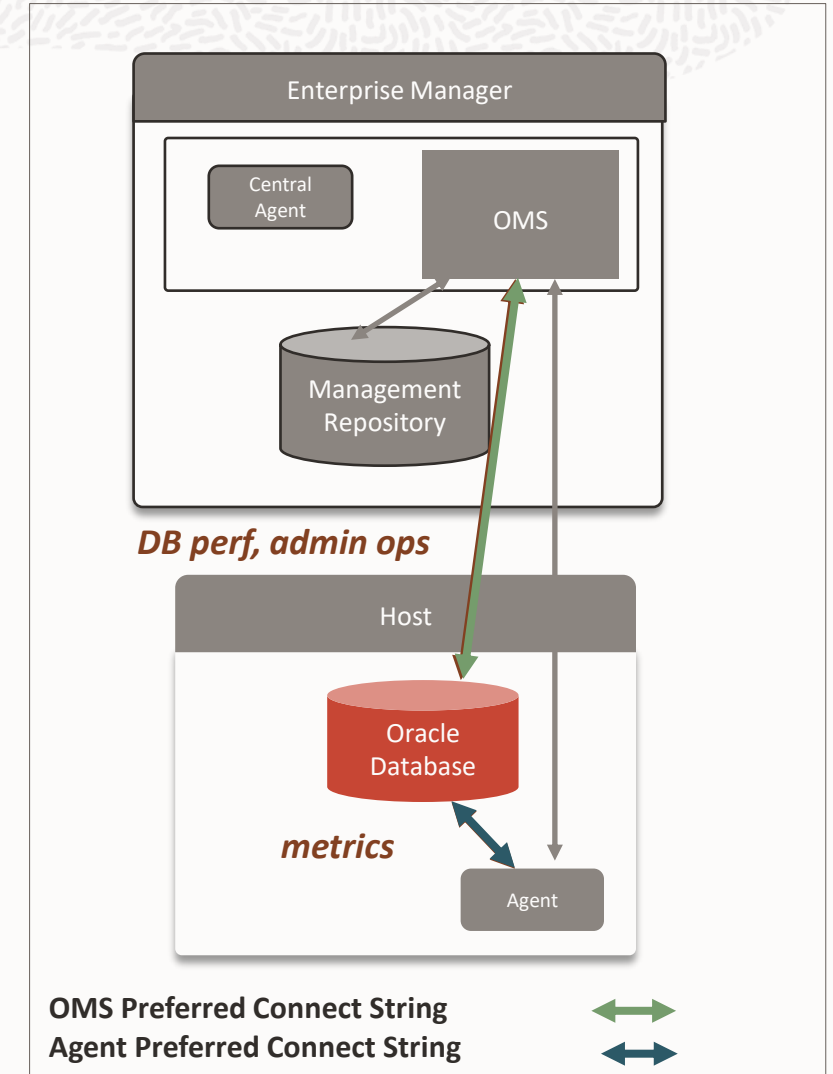 Enterprise Manager
Central
Agent
OMS
Management
Repository
DB perf, admin ops
Host
Oracle
Database
metrics
Agent
OMS Preferred Connect String
Agent Preferred Connect String